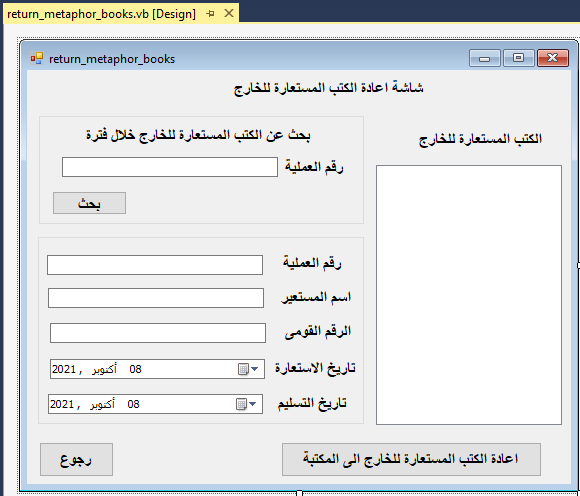 return_metaphor_books.vb [Design]
return_metaphor_books
شاشة اعادة الكتب المستعارة للخارج
الكتب المستعارة للخارج
بحث عن الكتب المستعارة للخارج خلال فترة
رقم العملية
بحث
رقم العملية
اسم المستعير
الرقم القومى
تاريخ الاستعارة
08 أكتوبر , 2021
تاريخ التسليم
08 أكتوبر , 2021
اعادة الكتب المستعارة للخارج الى المكتبة
رجوع